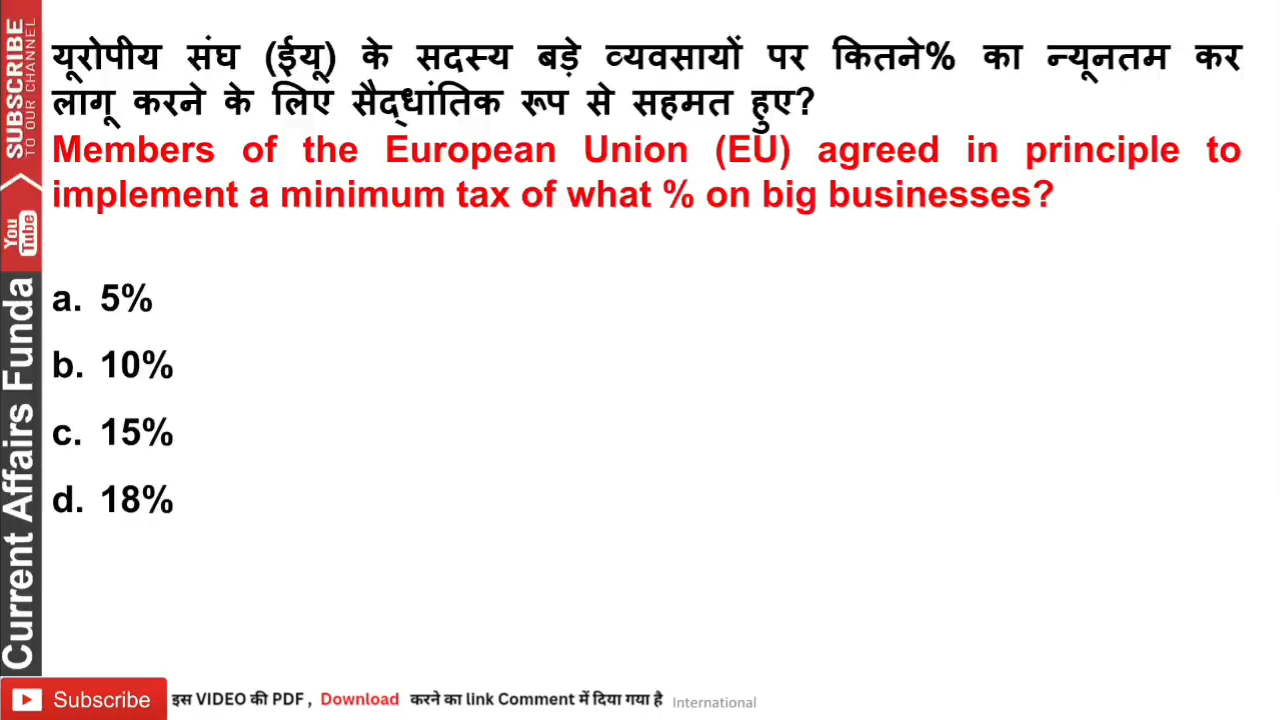 यूरोपीय संघ (ईयू) के सदस्य बड़े व्यवसायों पर कितने% का न्यूनतम कर
लागू करने के लिए सैद्धांतिक रूप से सहमत हुए?
Members of the European Union (EU) agreed in principle to
implement a minimum tax of what % on big businesses?
a. 5%
b. 10%
c. 15%
d. 18%
SUBSCRIBE
TO OUR CHANNEL
You
Tube
Current Affairs Funda
Subscribe इस VIDEO की PDF , Download करने का link Comment में दिया गया है International